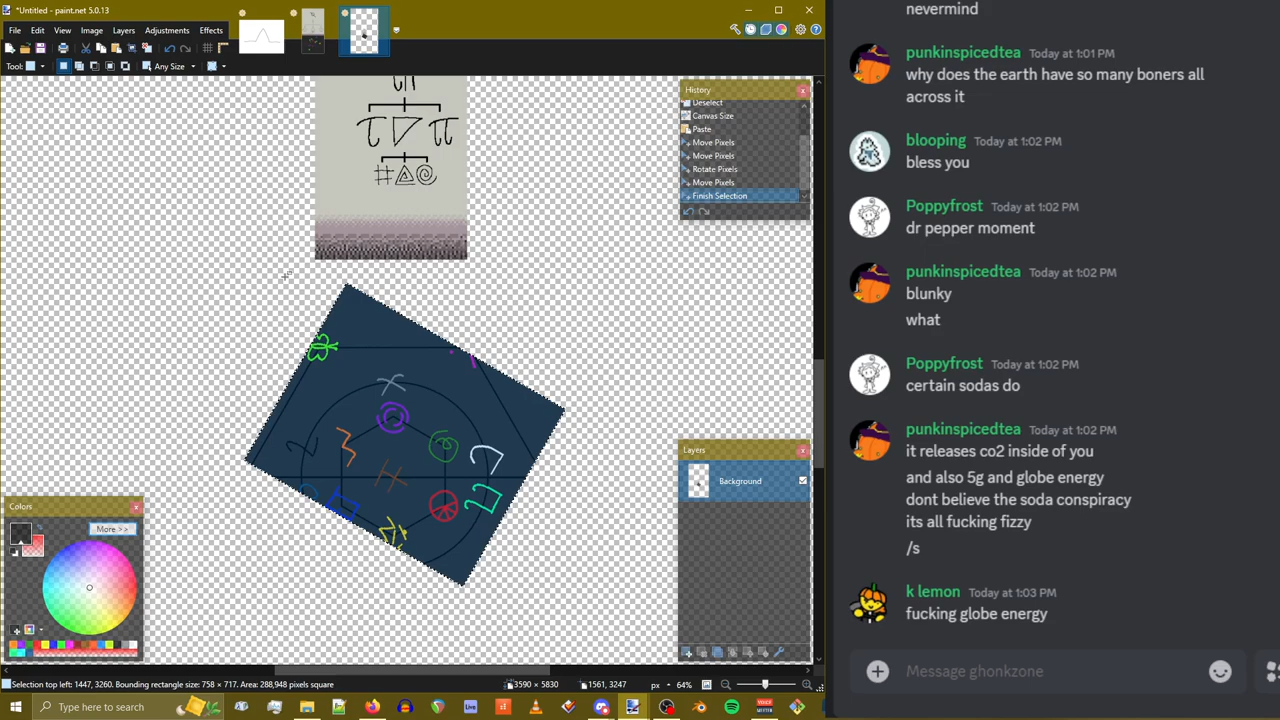 *Untitled - paint.net 5.0.13
File Edit View Image Layers Adjustments Effects
Tool: Any Size
History
Deselect
Canvas Size
Paste
Move Pixels
Move Pixels
Rotate Pixels
Move Pixels
Finish Selection
Layers
Background
Colors
More >>
Selection top left: 1447, 3260. Bounding rectangle size: 758 × 717. Area: 288,948 pixels square
3590 × 5830
1561, 3247
px
64%
Type here to search
Live
nevermind
punkinspicedtea Today at 1:01 PM
why does the earth have so many boners all
across it
blooping Today at 1:02 PM
bless you
Poppyfrost Today at 1:02 PM
dr pepper moment
punkinspicedtea Today at 1:02 PM
blunky
what
Poppyfrost Today at 1:02 PM
certain sodas do
punkinspicedtea Today at 1:02 PM
it releases co2 inside of you
and also 5g and globe energy
dont believe the soda conspiracy
its all fucking fizzy
/s
k lemon Today at 1:03 PM
fucking globe energy
Message ghonkzone